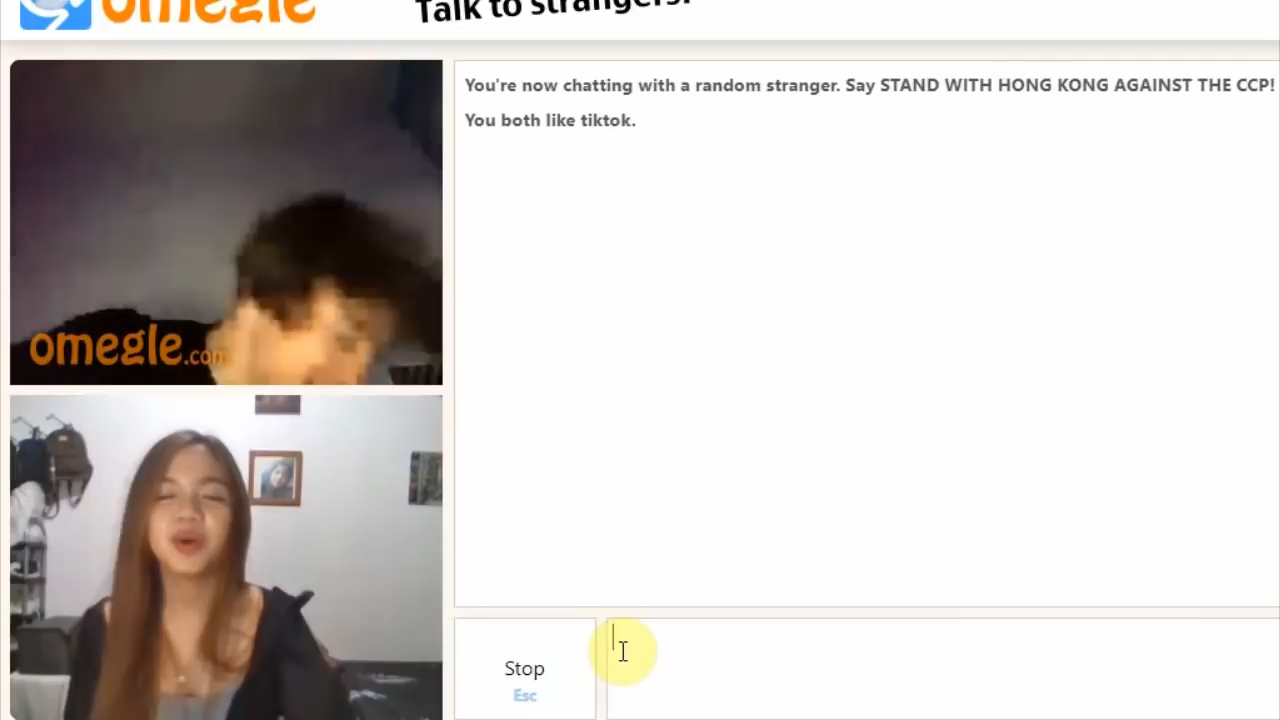 omegle
Talk to strangers!
You're now chatting with a random stranger. Say STAND WITH HONG KONG AGAINST THE CCP!
You both like tiktok.
omegle.com
Stop
Esc